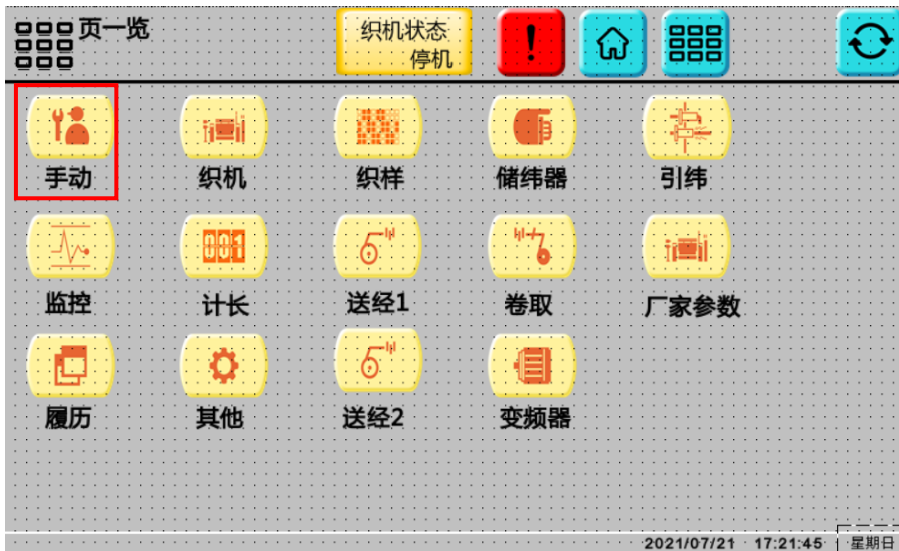 页一览
织机状态
停机
!
手动
织机
织样
储纬器
引纬
监控
001
计长
送经1
卷取
厂家参数
履历
其他
送经2
变频器
2021/07/21 17:21:45 星期日